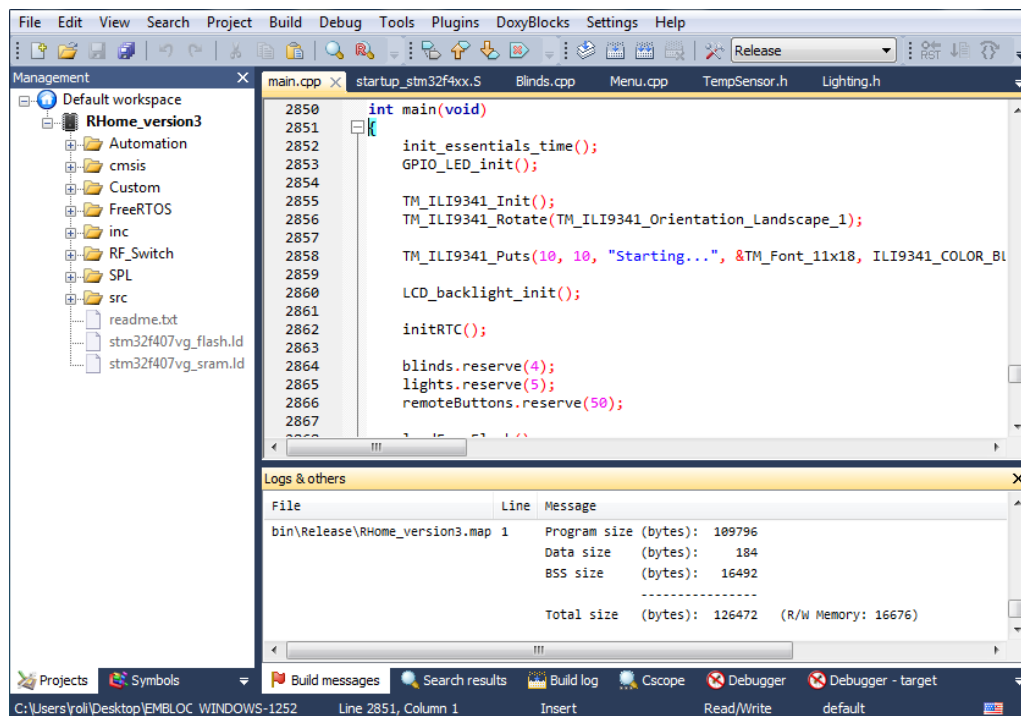 File Edit View Search Project Build Debug Tools Plugins DoxyBlocks Settings Help
Release
Management
Default workspace
RHome_version3
Automation
cmsis
Custom
FreeRTOS
inc
RF_Switch
SPL
src
readme.txt
stm32f407vg_flash.ld
stm32f407vg_sram.ld
main.cpp startup_stm32f4xx.S Blinds.cpp Menu.cpp TempSensor.h Lighting.h
2850 int main(void)
2851 {
2852 init_essentials_time();
2853 GPIO_LED_init();
2854
2855 TM_ILI9341_Init();
2856 TM_ILI9341_Rotate(TM_ILI9341_Orientation_Landscape_1);
2857
2858 TM_ILI9341_Puts(10, 10, "Starting...", &TM_Font_11x18, ILI9341_COLOR_BL
2859
2860 LCD_backlight_init();
2861
2862 initRTC();
2863
2864 blinds.reserve(4);
2865 lights.reserve(5);
2866 remoteButtons.reserve(50);
2867
Logs & others
File Line Message
bin\Release\RHome_version3.map 1 Program size (bytes): 109796
Data size (bytes): 184
BSS size (bytes): 16492
-----------------
Total size (bytes): 126472 (R/W Memory: 16676)
Projects Symbols Build messages Search results Build log Cscope Debugger Debugger - target
C:\Users\roli\Desktop\EMBLOC WINDOWS-1252 Line 2851, Column 1 Insert Read/Write default